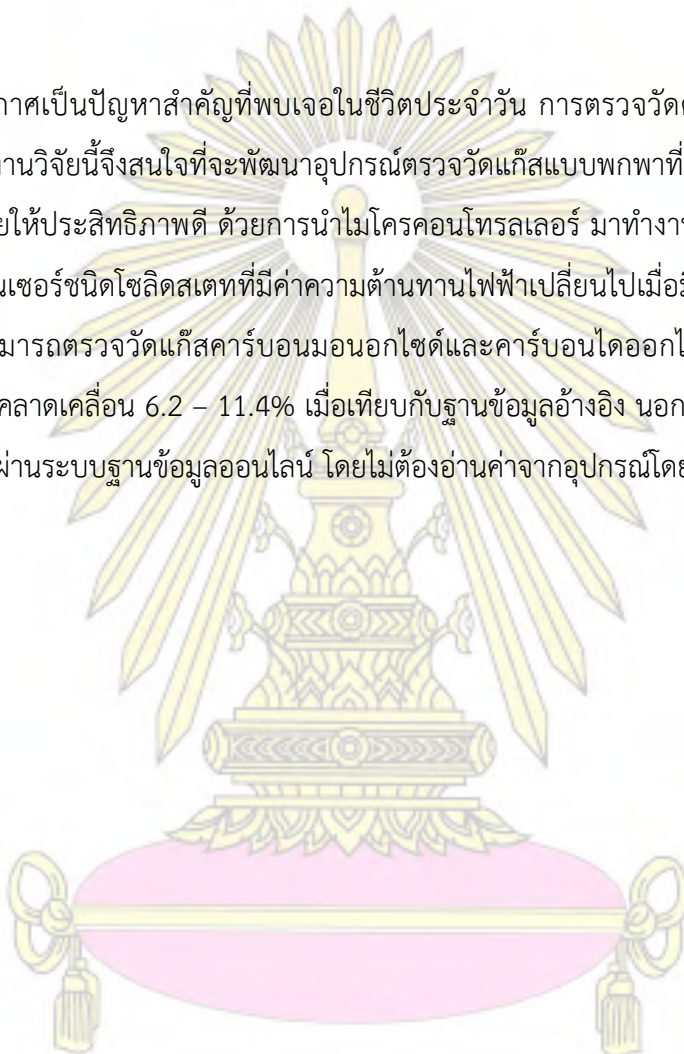 กาศเป็นปัญหาสำคัญที่พบเจอในชีวิตประจำวัน การตรวจวัด
านวิจัยนี้จึงสนใจที่จะพัฒนาอุปกรณ์ตรวจวัดแก๊สแบบพกพาที่
ยให้ประสิทธิภาพดี ด้วยการนำไมโครคอนโทรลเลอร์ มาทำงา
นเซอร์ชนิดโซลิดสเตทที่มีค่าความต้านทานไฟฟ้าเปลี่ยนไปเมื่อ
มารถตรวจวัดแก๊สคาร์บอนมอนอกไซด์และคาร์บอนไดออกไ
คลาดเคลื่อน 6.2 – 11.4% เมื่อเทียบกับฐานข้อมูลอ้างอิง นอก
ผ่านระบบฐานข้อมูลออนไลน์ โดยไม่ต้องอ่านค่าจากอุปกรณ์โดย